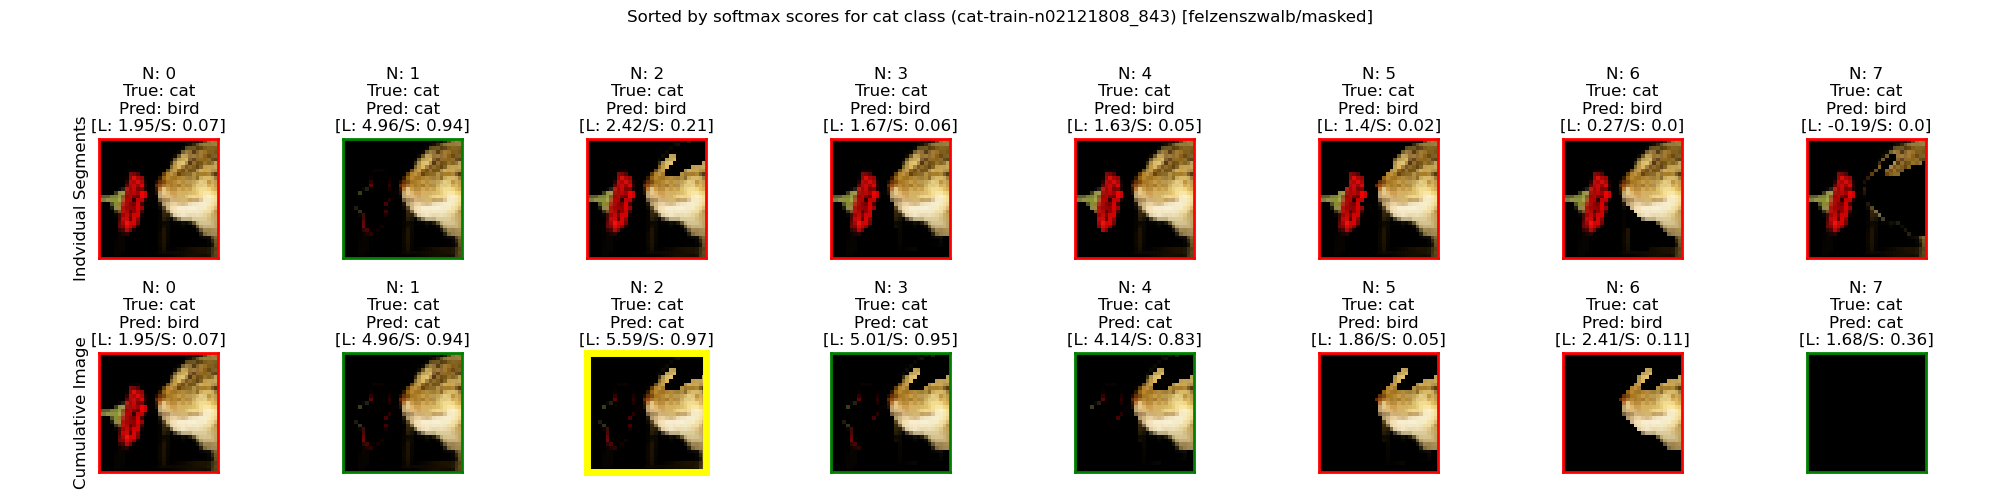 Sorted by softmax scores for cat class (cat-train-n02121808_843) [felzenszwalb/masked]
Indvidual Segments
N: 0
True: cat
Pred: bird
[L: 1.95/S: 0.07]
N: 1
True: cat
Pred: cat
[L: 4.96/S: 0.94]
N: 2
True: cat
Pred: bird
[L: 2.42/S: 0.21]
N: 3
True: cat
Pred: bird
[L: 1.67/S: 0.06]
N: 4
True: cat
Pred: bird
[L: 1.63/S: 0.05]
N: 5
True: cat
Pred: bird
[L: 1.4/S: 0.02]
N: 6
True: cat
Pred: bird
[L: 0.27/S: 0.0]
N: 7
True: cat
Pred: bird
[L: -0.19/S: 0.0]
Cumulative Image
N: 0
True: cat
Pred: bird
[L: 1.95/S: 0.07]
N: 1
True: cat
Pred: cat
[L: 4.96/S: 0.94]
N: 2
True: cat
Pred: cat
[L: 5.59/S: 0.97]
N: 3
True: cat
Pred: cat
[L: 5.01/S: 0.95]
N: 4
True: cat
Pred: cat
[L: 4.14/S: 0.83]
N: 5
True: cat
Pred: bird
[L: 1.86/S: 0.05]
N: 6
True: cat
Pred: bird
[L: 2.41/S: 0.11]
N: 7
True: cat
Pred: cat
[L: 1.68/S: 0.36]